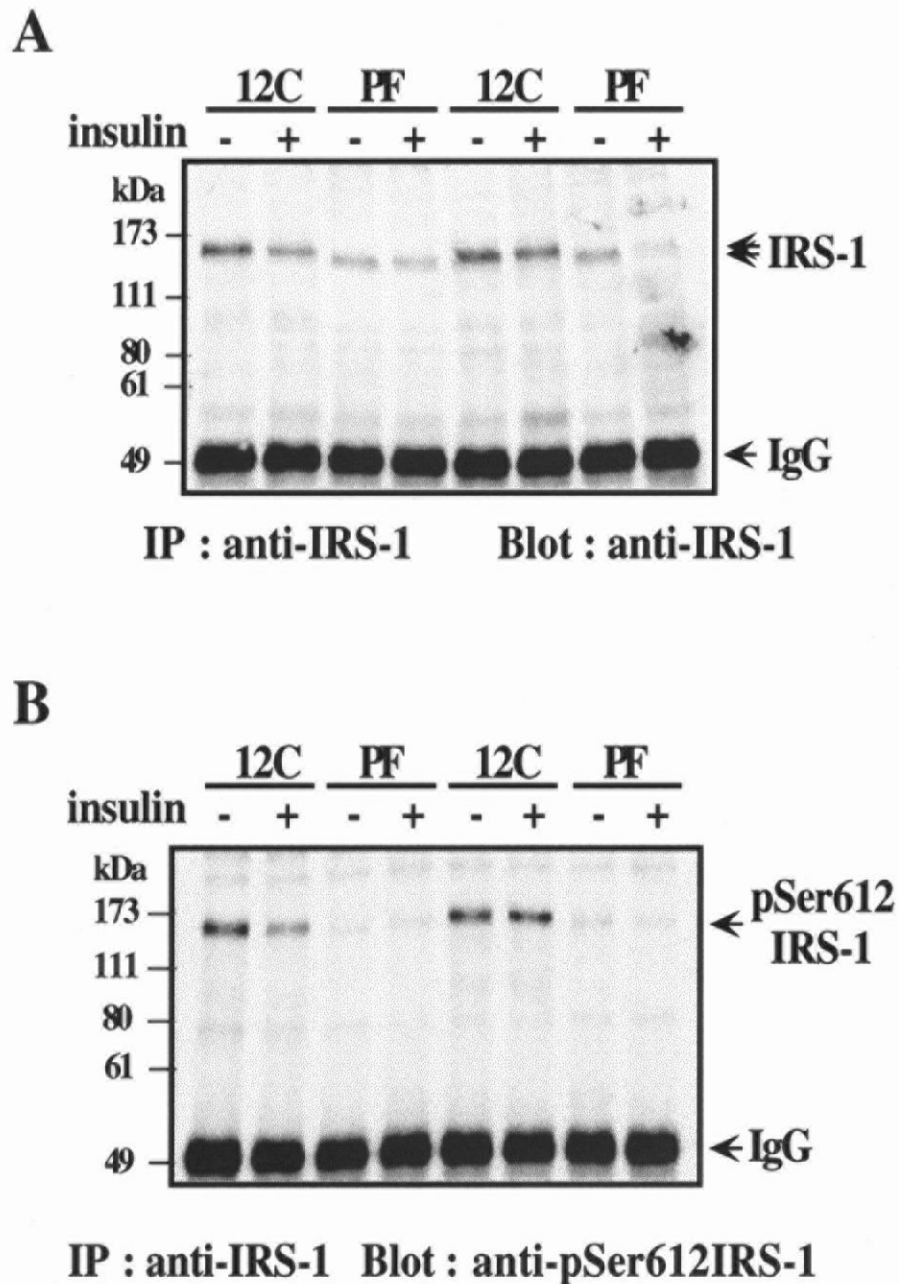 A
12C PF 12C PF
insulin - + - + - + - +
kDa
173
IRS-1
111
80
61
49
IgG
IP : anti-IRS-1 Blot : anti-IRS-1
B
12C PF 12C PF
insulin - + - + - + - +
kDa
173
pSer612
IRS-1
111
80
61
49
IgG
IP : anti-IRS-1 Blot : anti-pSer612IRS-1